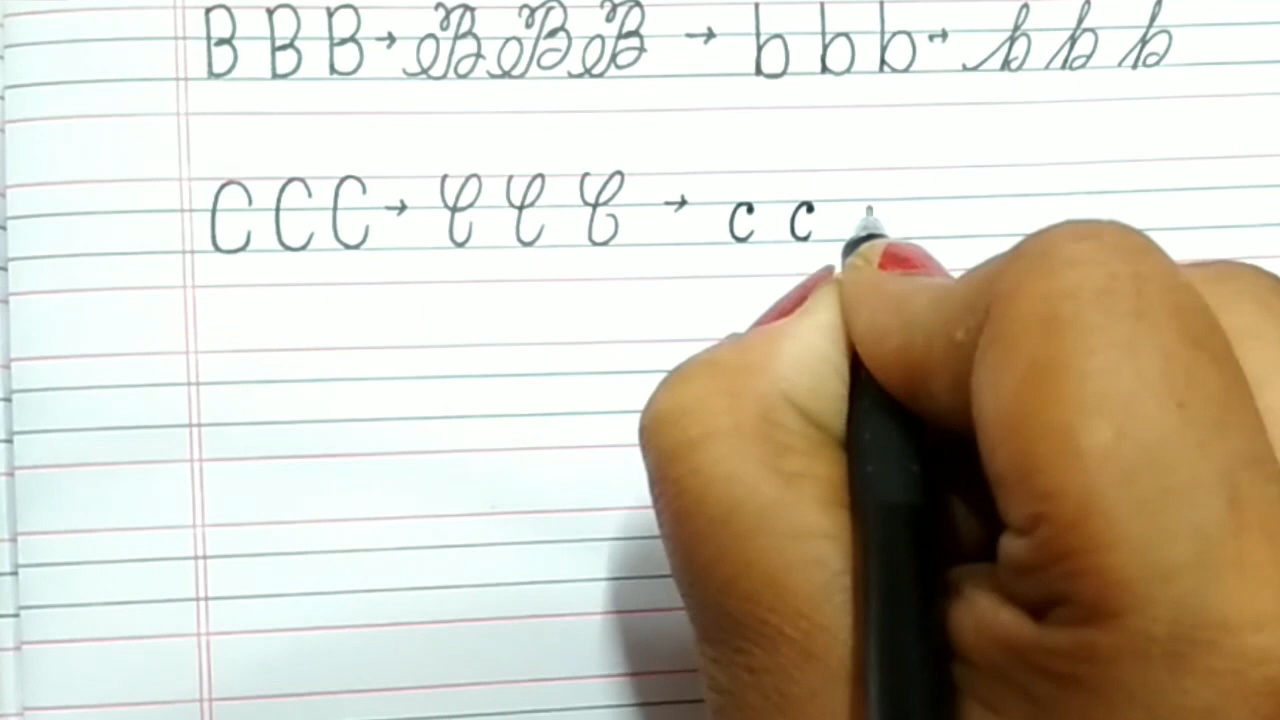 B B B → B B B → b b b → b b b
C C C → C C C → c c